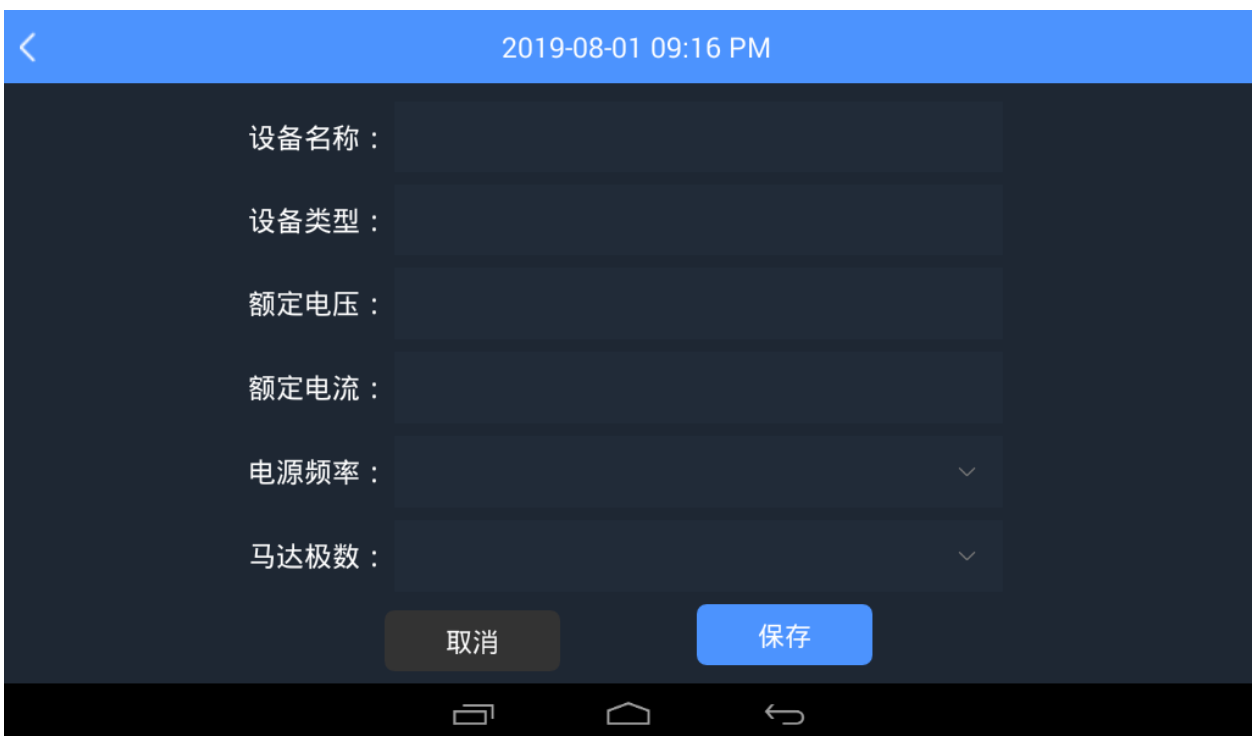 2019-08-01 09:16 PM
设备名称：
设备类型：
额定电压：
额定电流：
电源频率：
马达极数：
取消
保存